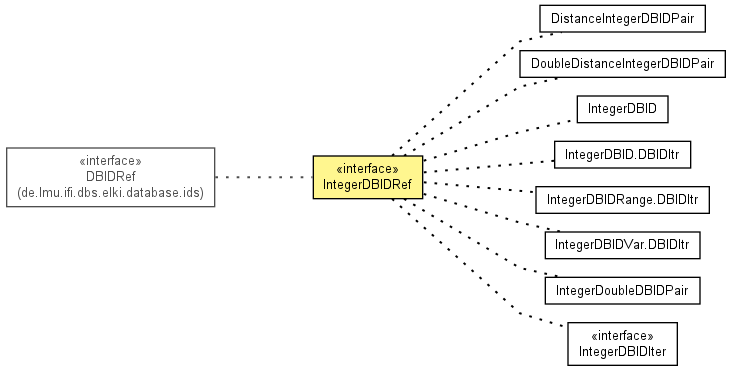 «interface»
DBIDRef
(de.lmu.ifi.dbs.elki.database.ids)
«interface»
IntegerDBIDRef
DistanceIntegerDBIDPair
DoubleDistanceIntegerDBIDPair
IntegerDBID
IntegerDBID.DBIDItr
IntegerDBIDRange.DBIDItr
IntegerDBIDVar.DBIDItr
IntegerDoubleDBIDPair
«interface»
IntegerDBIDIter